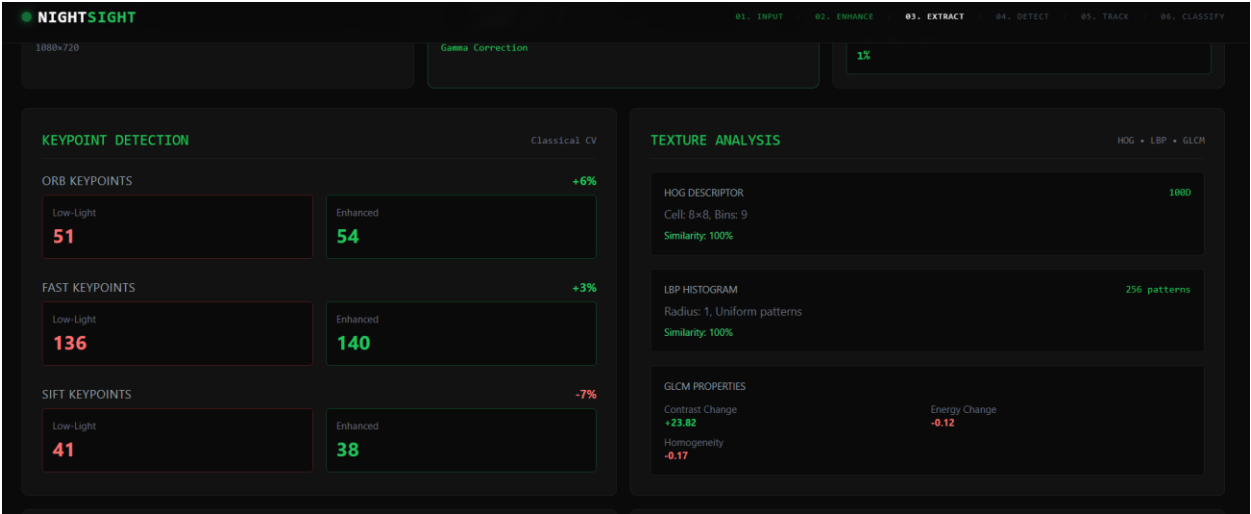 NIGHTSIGHT
01. INPUT
02. ENHANCE
03. EXTRACT
04. DETECT
05. TRACK
06. CLASSIFY
1080×720
Gamma Correction
1%
KEYPOINT DETECTION
Classical CV
ORB KEYPOINTS
+6%
Low-Light
51
Enhanced
54
FAST KEYPOINTS
+3%
Low-Light
136
Enhanced
140
SIFT KEYPOINTS
-7%
Low-Light
41
Enhanced
38
TEXTURE ANALYSIS
HOG • LBP • GLCM
HOG DESCRIPTOR
100D
Cell: 8×8, Bins: 9
Similarity: 100%
LBP HISTOGRAM
256 patterns
Radius: 1, Uniform patterns
Similarity: 100%
GLCM PROPERTIES
Contrast Change
+23.82
Energy Change
-0.12
Homogeneity
-0.17